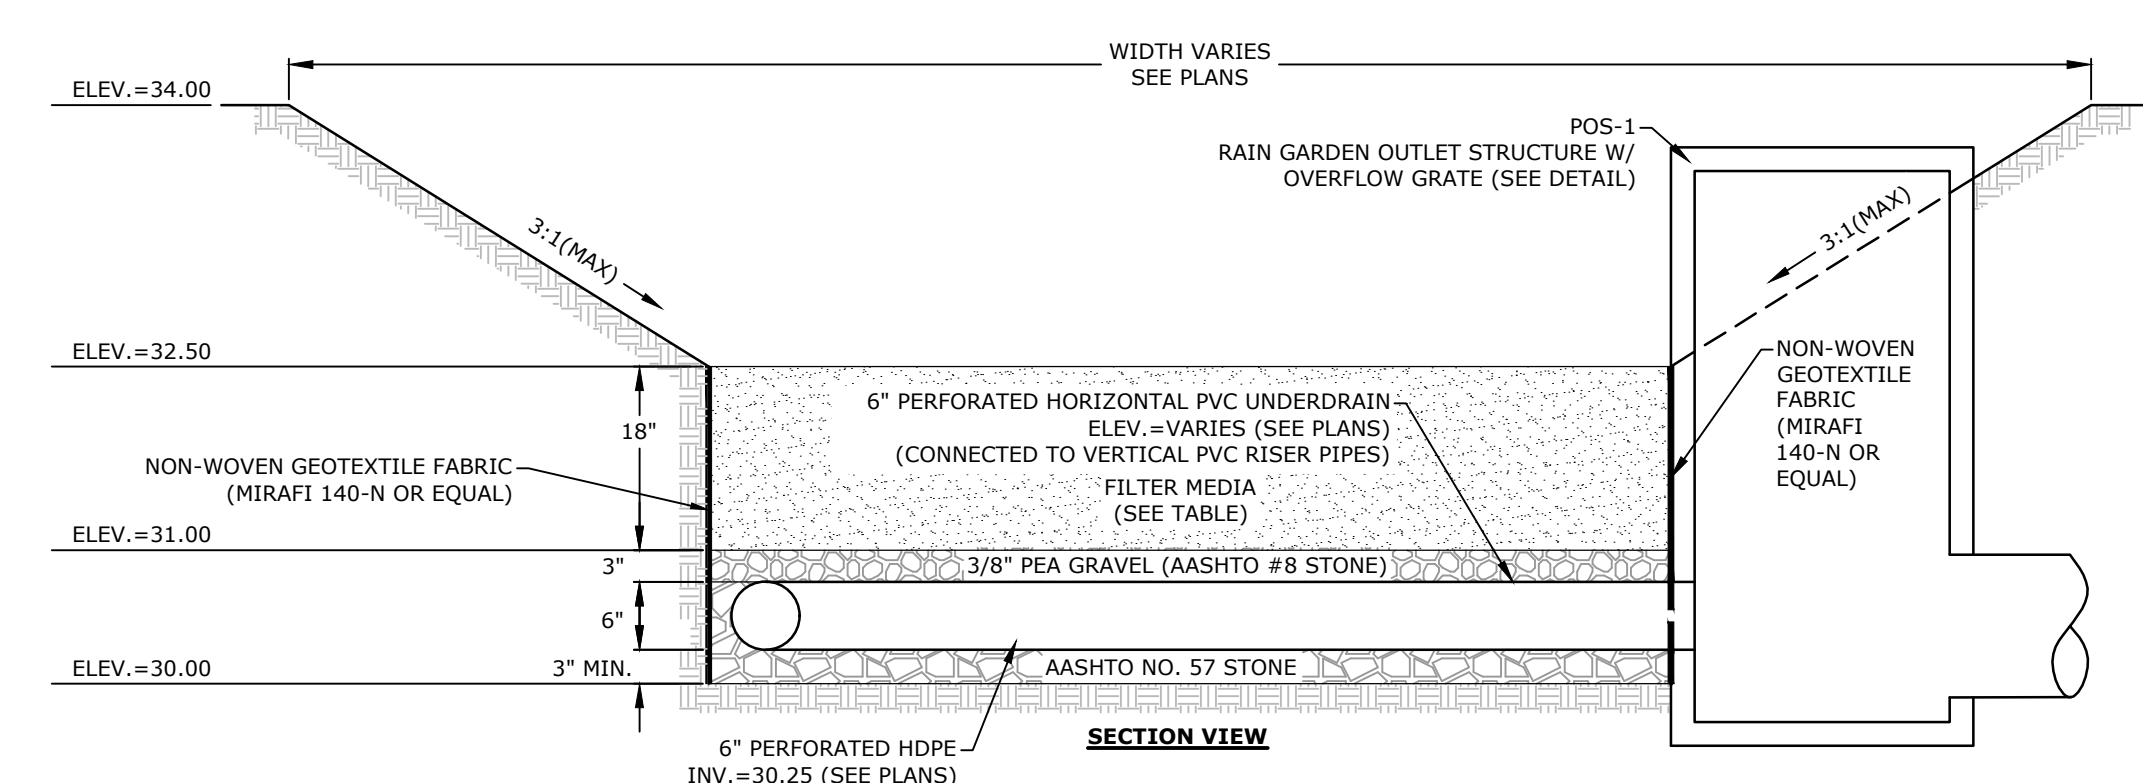 WIDTH VARIES
SEE PLANS
ELEV.=34.00
POS-1
RAIN GARDEN OUTLET STRUCTURE W/
OVERFLOW GRATE (SEE DETAIL)
3:1(MAX)
3:1(MAX)
ELEV.=32.50
NON-WOVEN
GEOTEXTILE
FABRIC
(MIRAFI
140-N OR
EQUAL)
6" PERFORATED HORIZONTAL PVC UNDERDRAIN
ELEV.=VARIES (SEE PLANS)
(CONNECTED TO VERTICAL PVC RISER PIPES)
18"
NON-WOVEN GEOTEXTILE FABRIC
(MIRAFI 140-N OR EQUAL)
FILTER MEDIA
(SEE TABLE)
ELEV.=31.00
3"
3/8" PEA GRAVEL (AASHTO #8 STONE)
6"
ELEV.=30.00
3" MIN.
AASHTO NO. 57 STONE
SECTION VIEW
6" PERFORATED HDPE
INV.=30.25 (SEE PLANS)